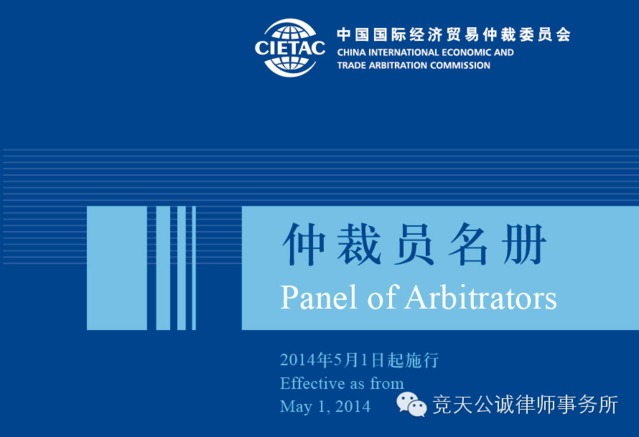 CIETAC
中国国际经济贸易仲裁委员会
CHINA INTERNATIONAL ECONOMIC AND
TRADE ARBITRATION COMMISSION
仲裁员名册
Panel of Arbitrators
2014年5月1日起施行
Effective as from
May 1, 2014
竞天公诚律师事务所